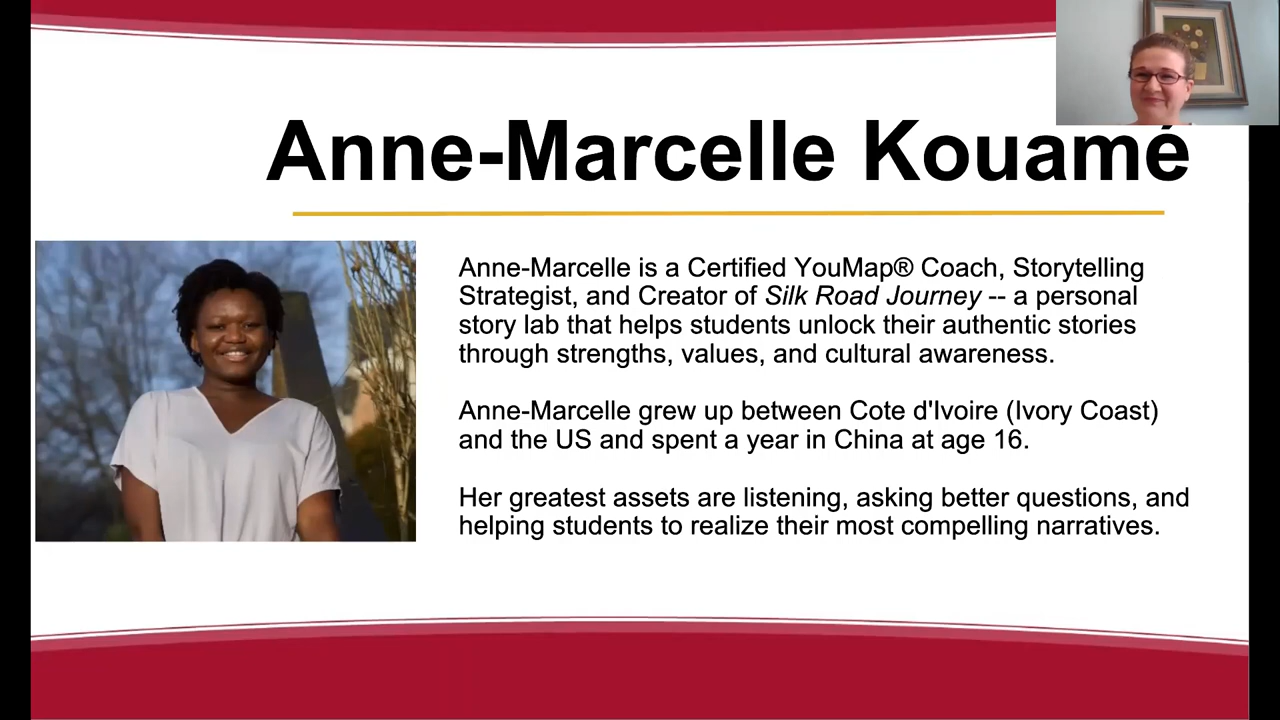 Anne-Marcelle Kouamé
Anne-Marcelle is a Certified YouMap® Coach, Storytelling
Strategist, and Creator of Silk Road Journey -- a personal
story lab that helps students unlock their authentic stories
through strengths, values, and cultural awareness.
Anne-Marcelle grew up between Cote d'Ivoire (Ivory Coast)
and the US and spent a year in China at age 16.
Her greatest assets are listening, asking better questions, and
helping students to realize their most compelling narratives.